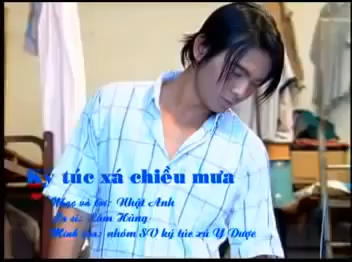 Ký túc xá chiều mưa
Nhạc và lời: Nhật Anh
Ca sĩ: Lâm Hùng
Minh họa: nhóm SV ký túc xá Y Dược